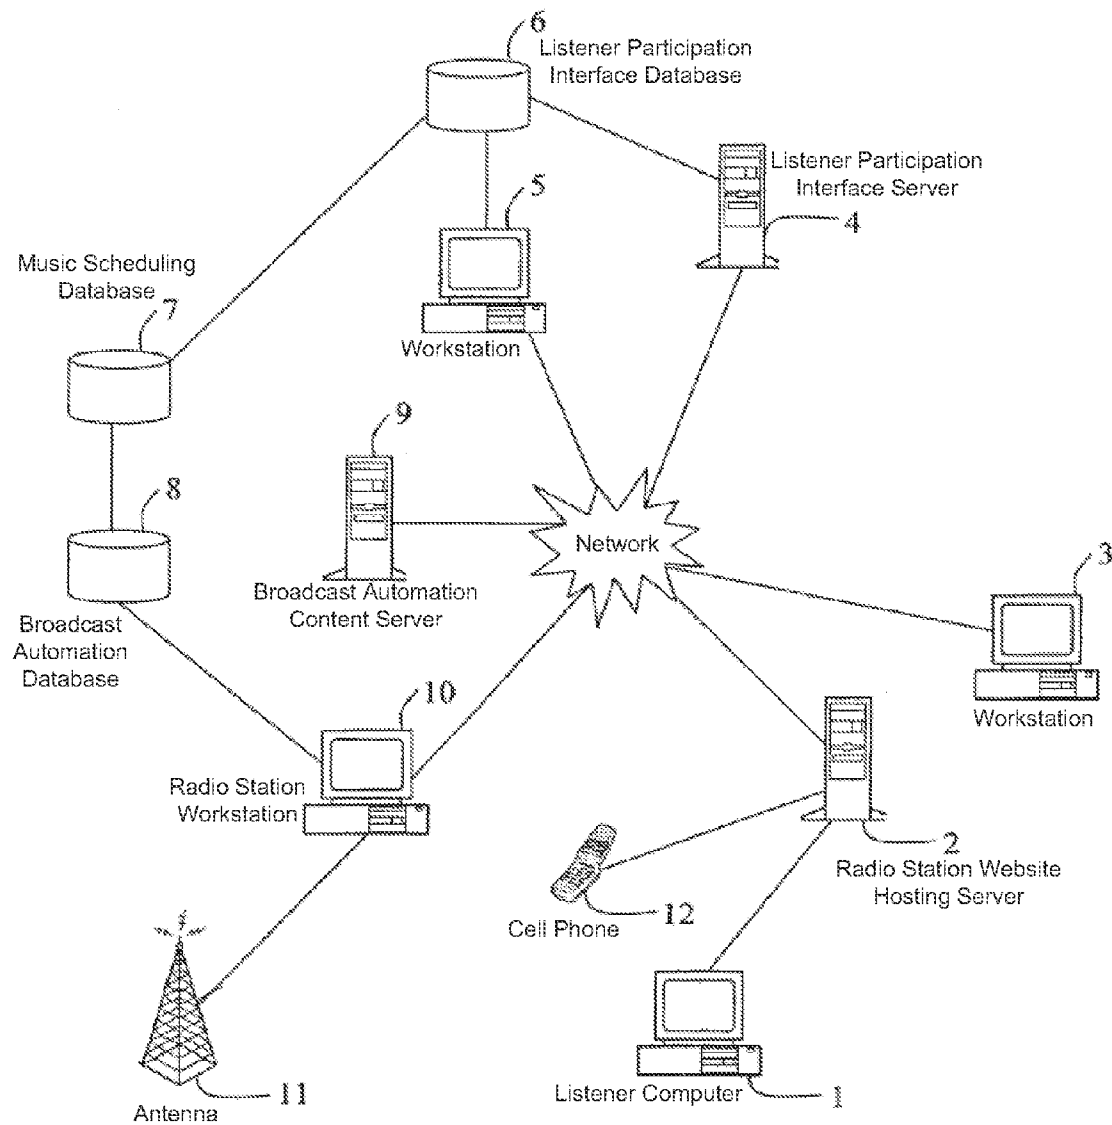 6
Listener Participation
Interface Database
Listener Participation
Interface Server
4
5
Workstation
Music Scheduling
Database
7
9
8
Network
Broadcast Automation
Content Server
3
Workstation
Broadcast
Automation
Database
10
Radio Station
Workstation
2
Radio Station Website
Hosting Server
12
Cell Phone
11
Antenna
Listener Computer
1